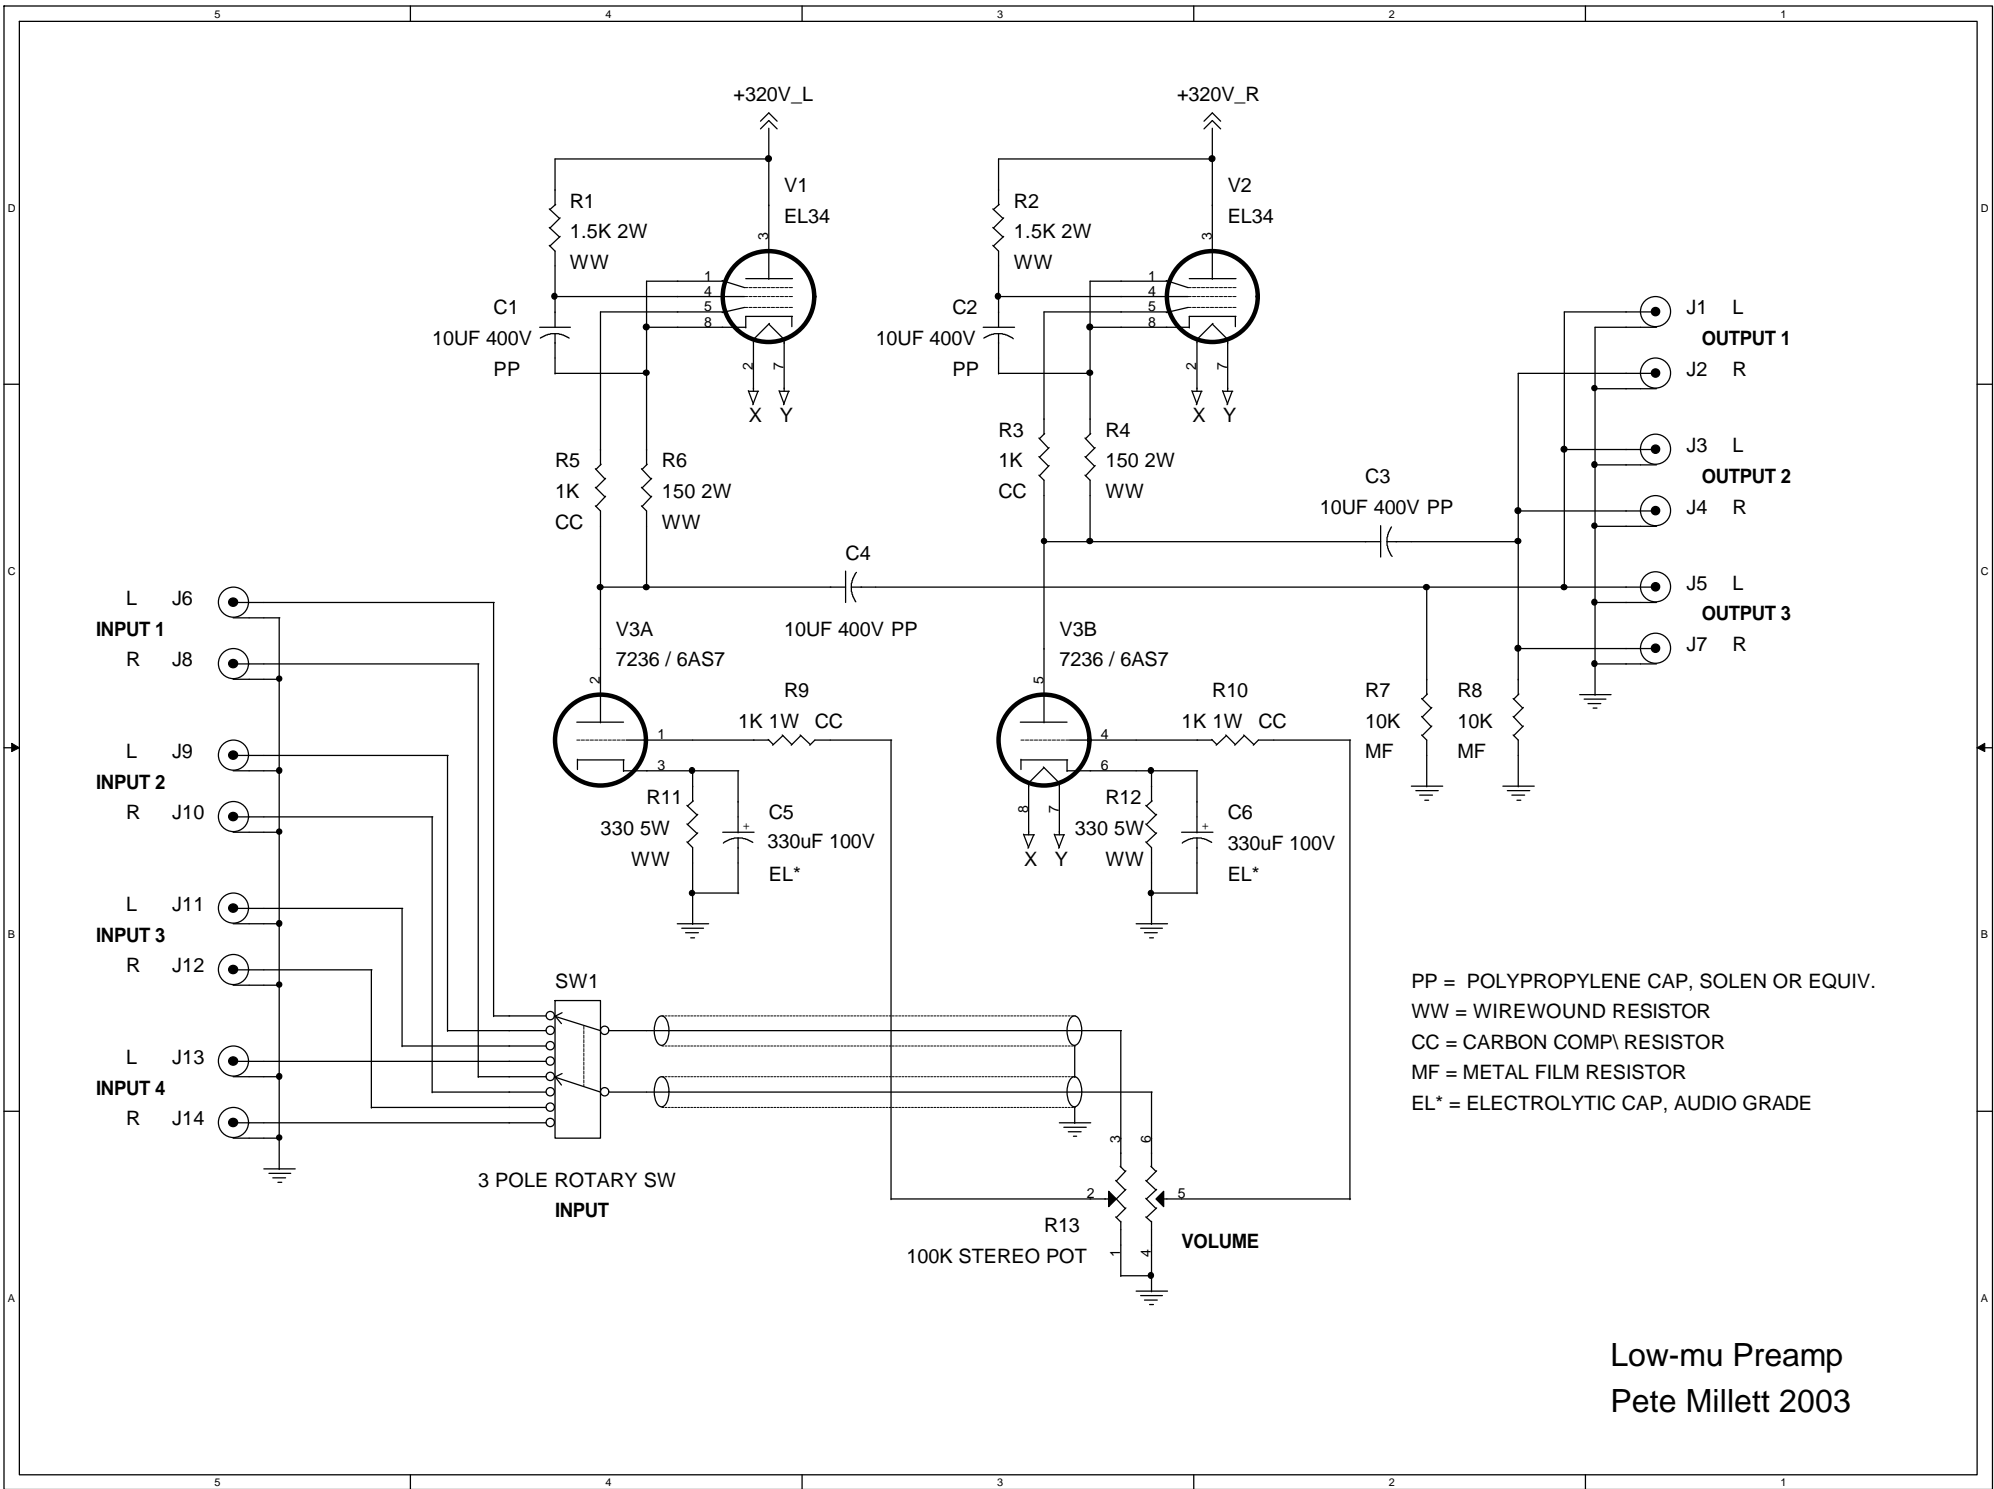 5 4 3 2 1
D
C
B
A
D
C
B
A
+320V_L
+320V_R
R1
1.5K 2W
WW
V1
EL34
3
1
4
5
8
2
7
X Y
C1
10UF 400V
PP
R5
1K
CC
R6
150 2W
WW
R2
1.5K 2W
WW
V2
EL34
3
1
4
5
8
2
7
X Y
C2
10UF 400V
PP
R3
1K
CC
R4
150 2W
WW
C3
10UF 400V PP
C4
10UF 400V PP
J1 L
OUTPUT 1
J2 R
J3 L
OUTPUT 2
J4 R
J5 L
OUTPUT 3
J7 R
L J6
INPUT 1
R J8
L J9
INPUT 2
R J10
L J11
INPUT 3
R J12
L J13
INPUT 4
R J14
V3A
7236 / 6AS7
2
1
3
R9
1K 1W CC
R11
330 5W
WW
C5
+
330uF 100V
EL*
V3B
7236 / 6AS7
5
4
6
8
7
X Y
R10
1K 1W CC
R12
330 5W
WW
C6
+
330uF 100V
EL*
R7
10K
MF
R8
10K
MF
SW1
3 POLE ROTARY SW
INPUT
3 6
2 5
1 4
R13
100K STEREO POT
VOLUME
PP = POLYPROPYLENE CAP, SOLEN OR EQUIV.
WW = WIREWOUND RESISTOR
CC = CARBON COMP\ RESISTOR
MF = METAL FILM RESISTOR
EL* = ELECTROLYTIC CAP, AUDIO GRADE
Low-mu Preamp
Pete Millett 2003
5 4 3 2 1